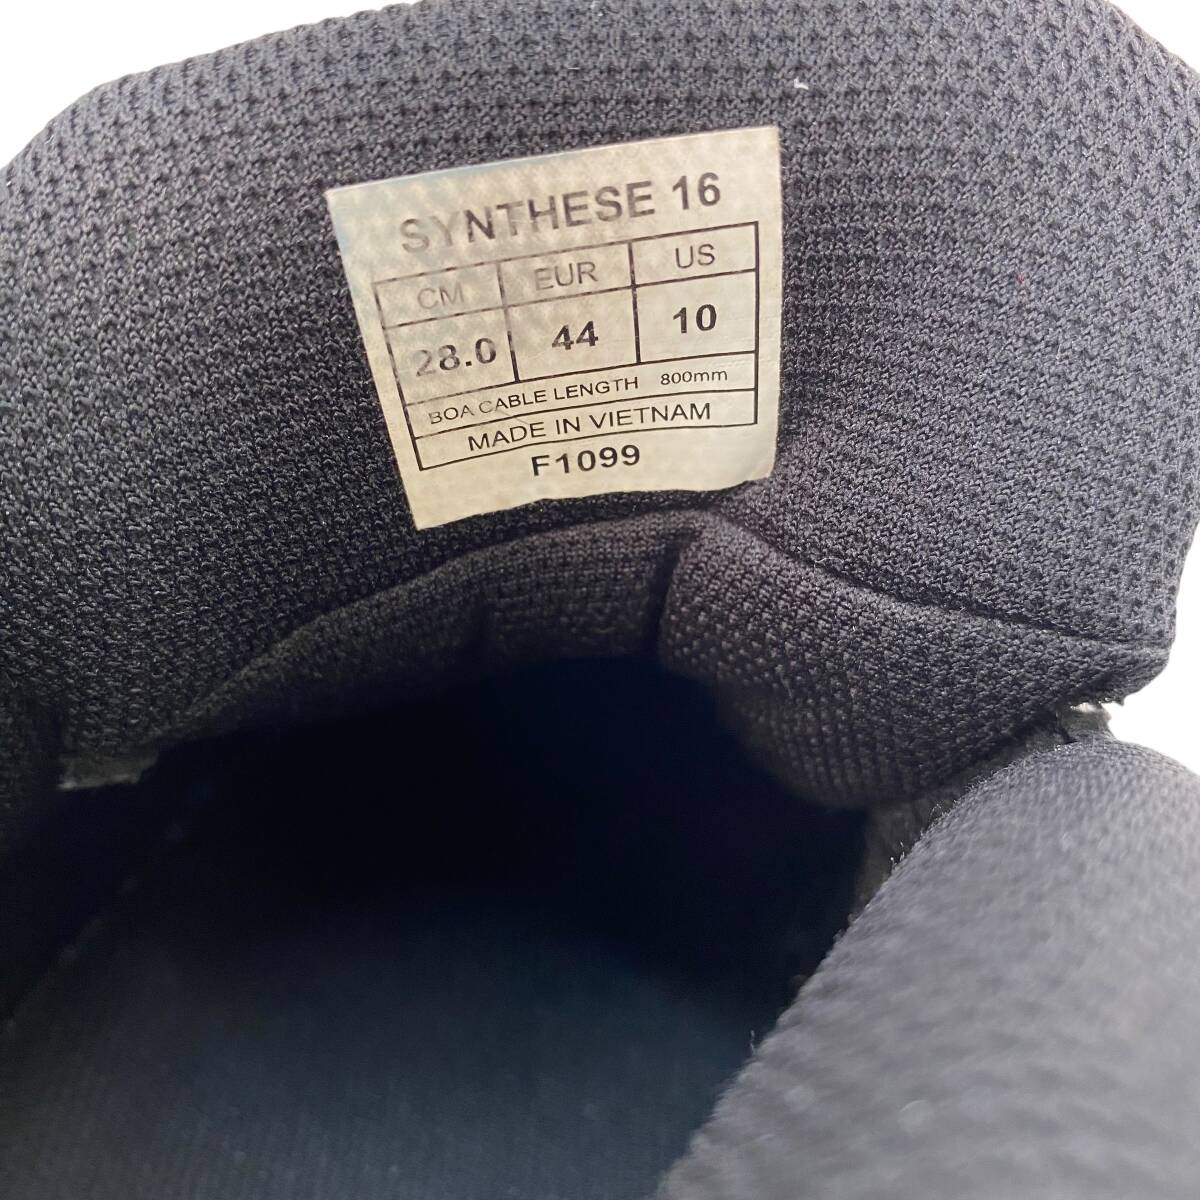 SYNTHESE 16
CM EUR US
28.0 44 10
BOA CABLE LENGTH 800mm
MADE IN VIETNAM
F1099